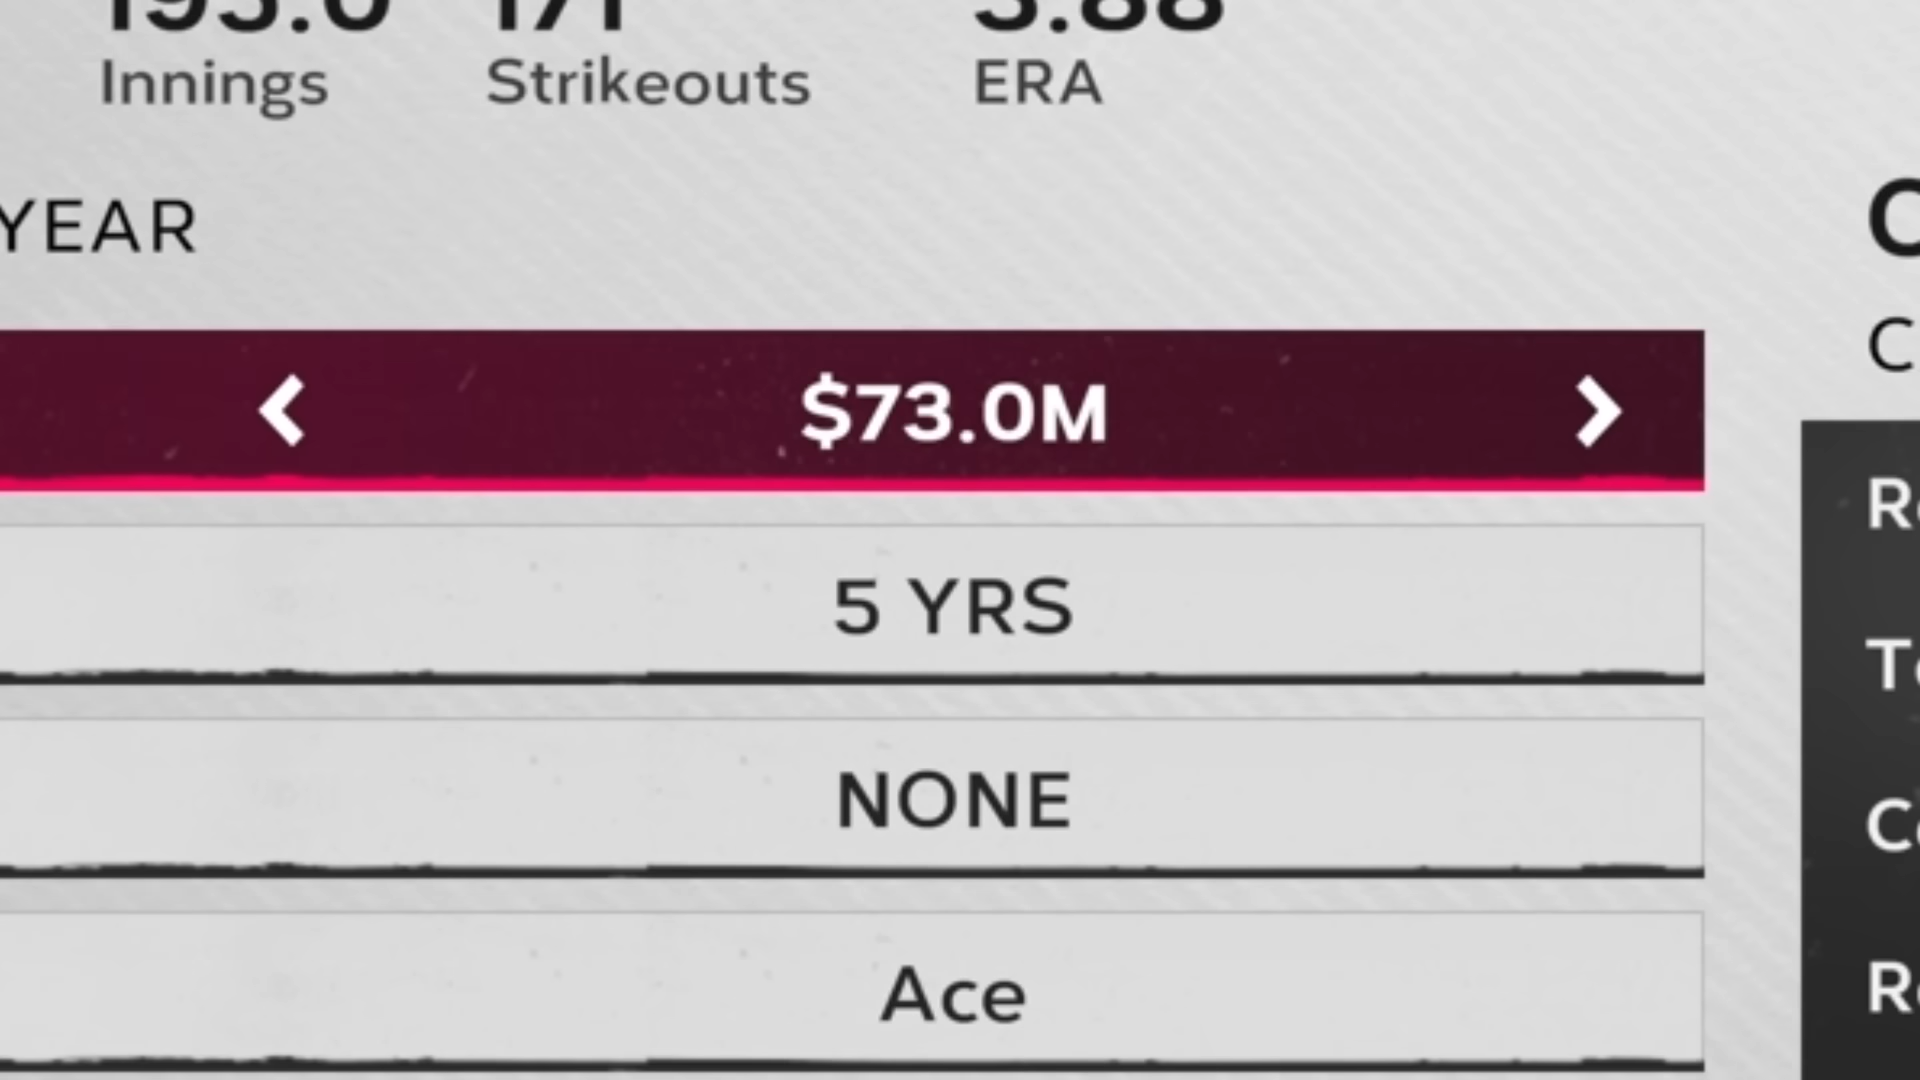 Innings Strikeouts ERA
YEAR
$73.0M
5 YRS
NONE
Ace